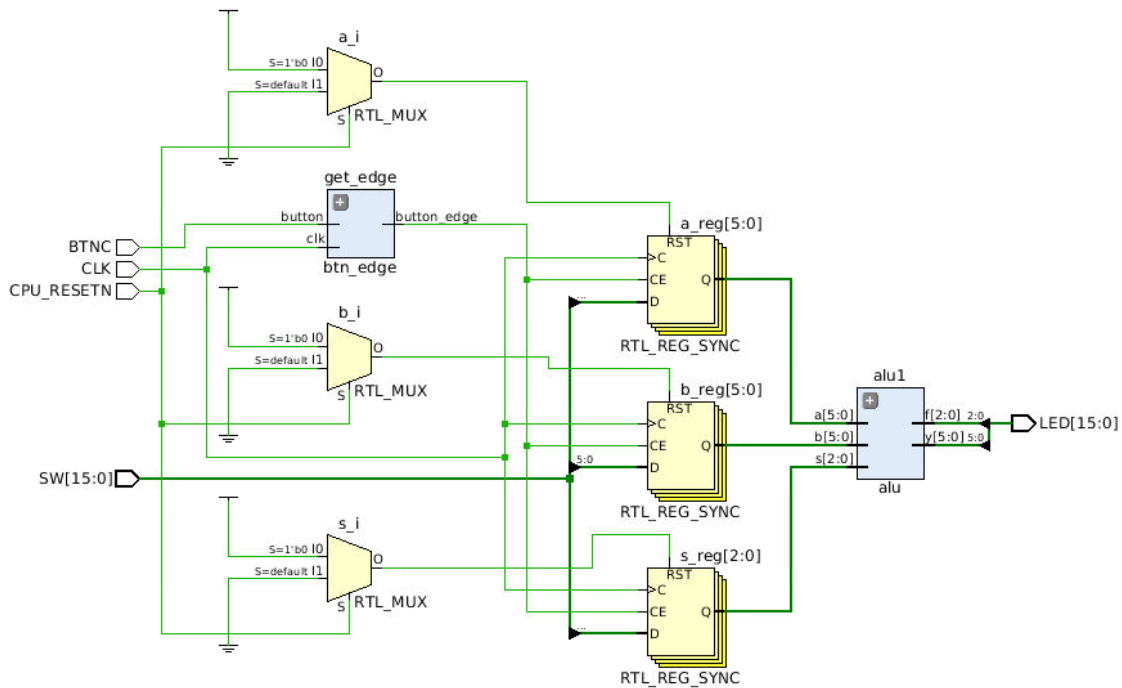 a_i
S=1'b0 I0
S=default I1
O
S
RTL_MUX
get_edge
button
button_edge
clk
btn_edge
BTNC
CLK
CPU_RESETN
b_i
S=1'b0 I0
S=default I1
O
S
RTL_MUX
SW[15:0]
s_i
S=1'b0 I0
S=default I1
O
S
RTL_MUX
a_reg[5:0]
RST
C
CE
Q
...
D
RTL_REG_SYNC
b_reg[5:0]
RST
C
CE
Q
5:0
D
RTL_REG_SYNC
s_reg[2:0]
RST
C
CE
Q
...
D
RTL_REG_SYNC
alu1
a[5:0]
f[2:0]
2:0
b[5:0]
y[5:0]
5:0
s[2:0]
alu
LED[15:0]